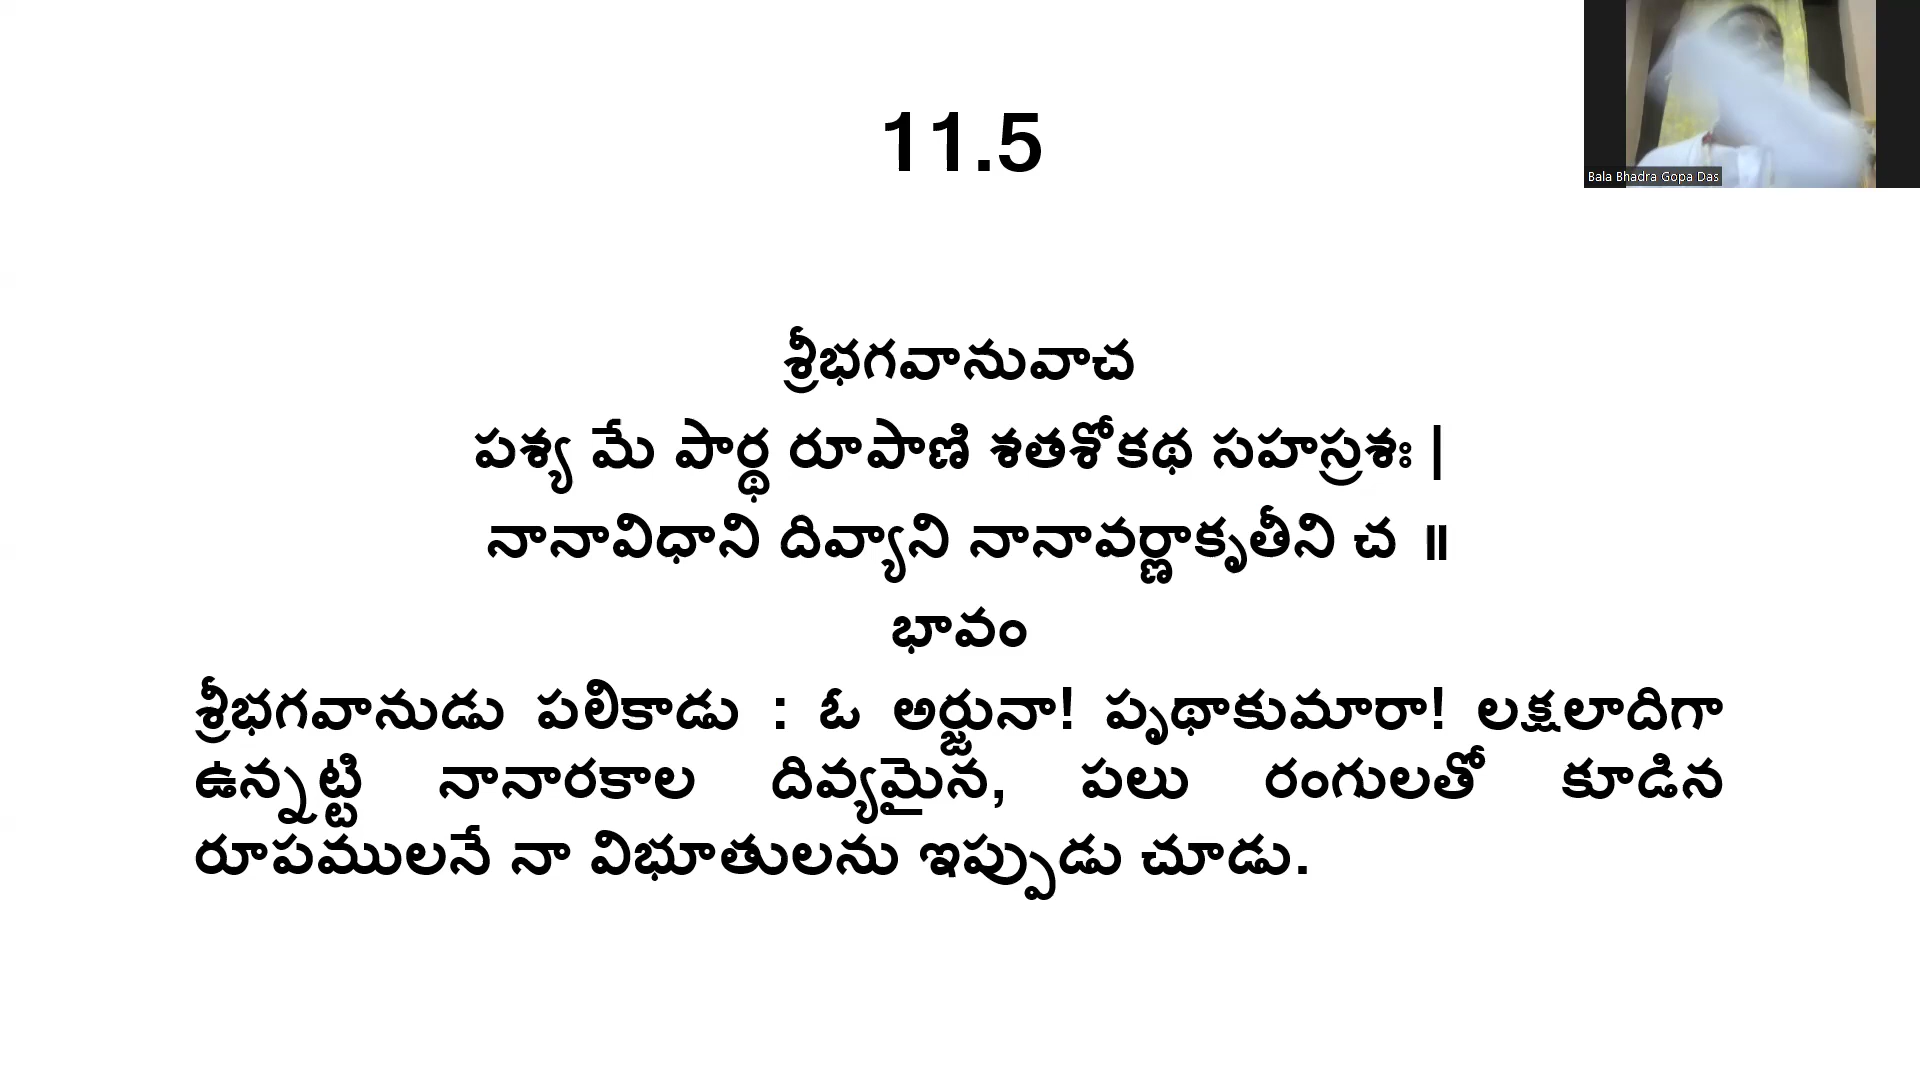 11.5
Bala Bhadra Gopa Das
శ్రీభగవానువాచ
పశ్య మే పార్థ రూపాణి శతశోకథ సహస్రశః |
నానావిధాని దివ్యాని నానావర్ణాకృతీని చ ॥
భావం
శ్రీభగవానుడు పలికాడు : ఓ అర్జునా! పృథాకుమారా! లక్షలాదిగా
ఉన్నట్టి నానారకాల దివ్యమైన, పలు రంగులతో కూడిన
రూపములనే నా విభూతులను ఇప్పుడు చూడు.